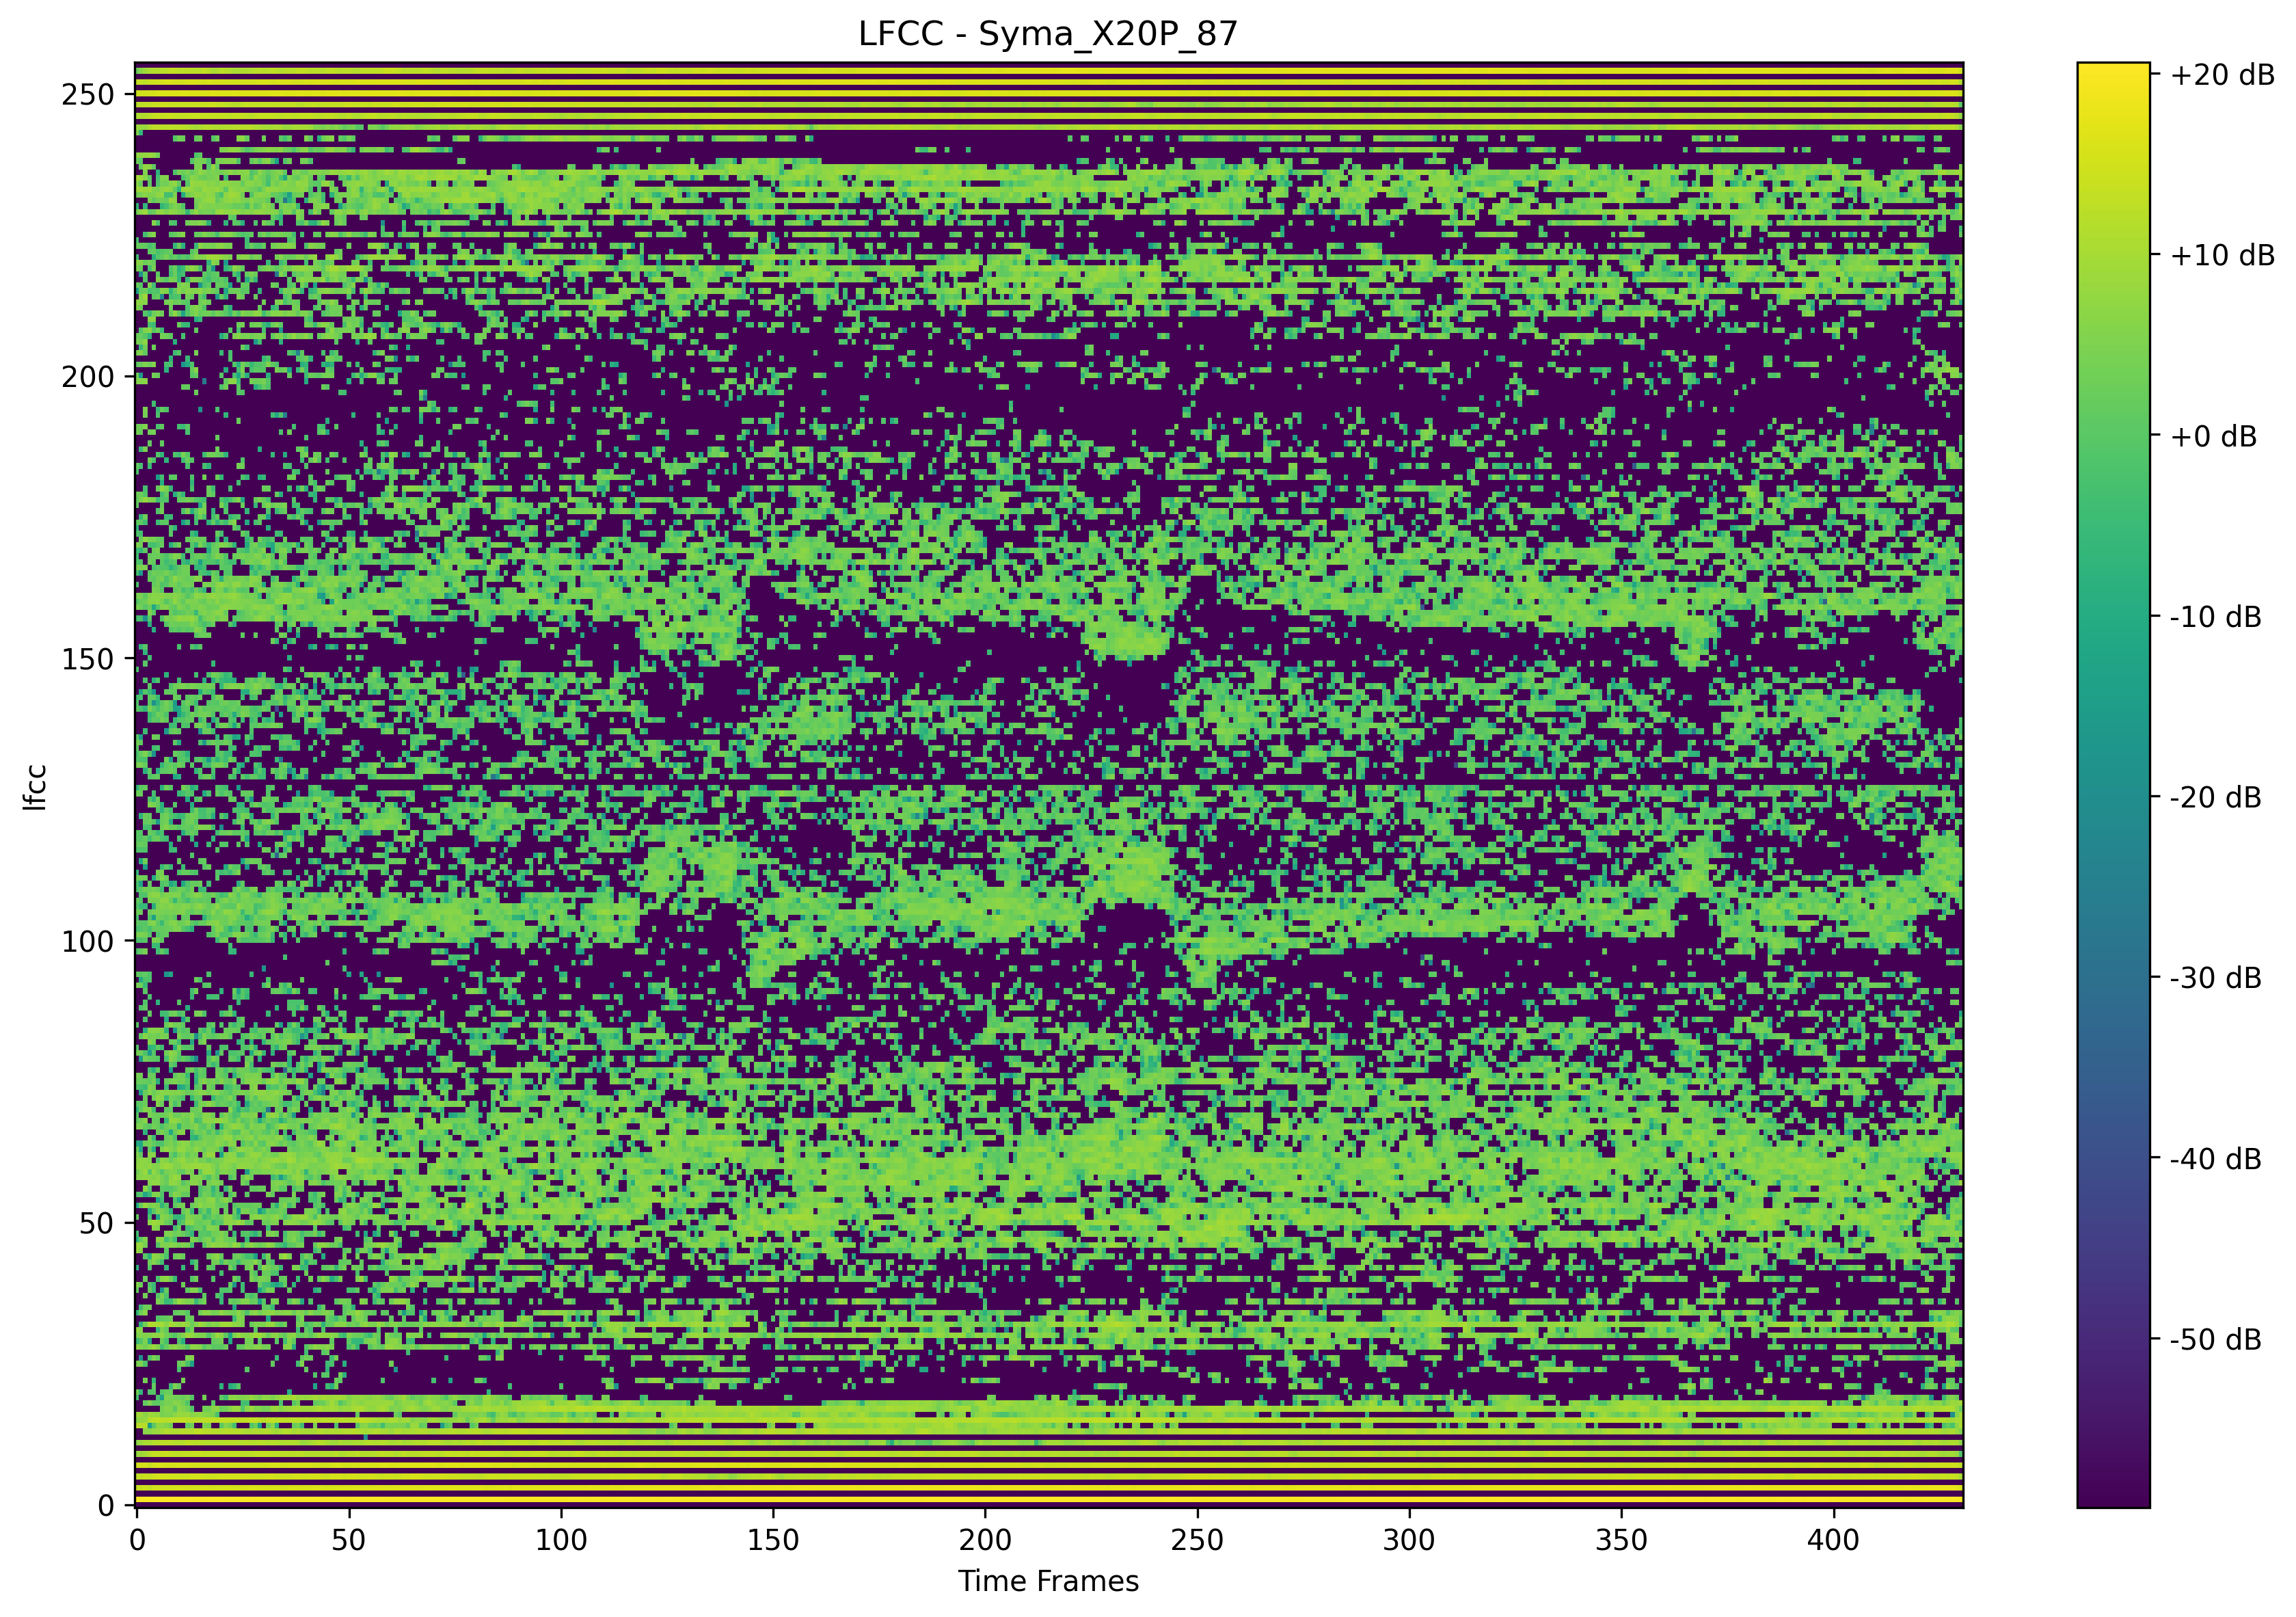 LFCC - Syma_X20P_87
250
200
150
100
50
0
lfcc
0 50 100 150 200 250 300 350 400
Time Frames
+20 dB
+10 dB
+0 dB
-10 dB
-20 dB
-30 dB
-40 dB
-50 dB